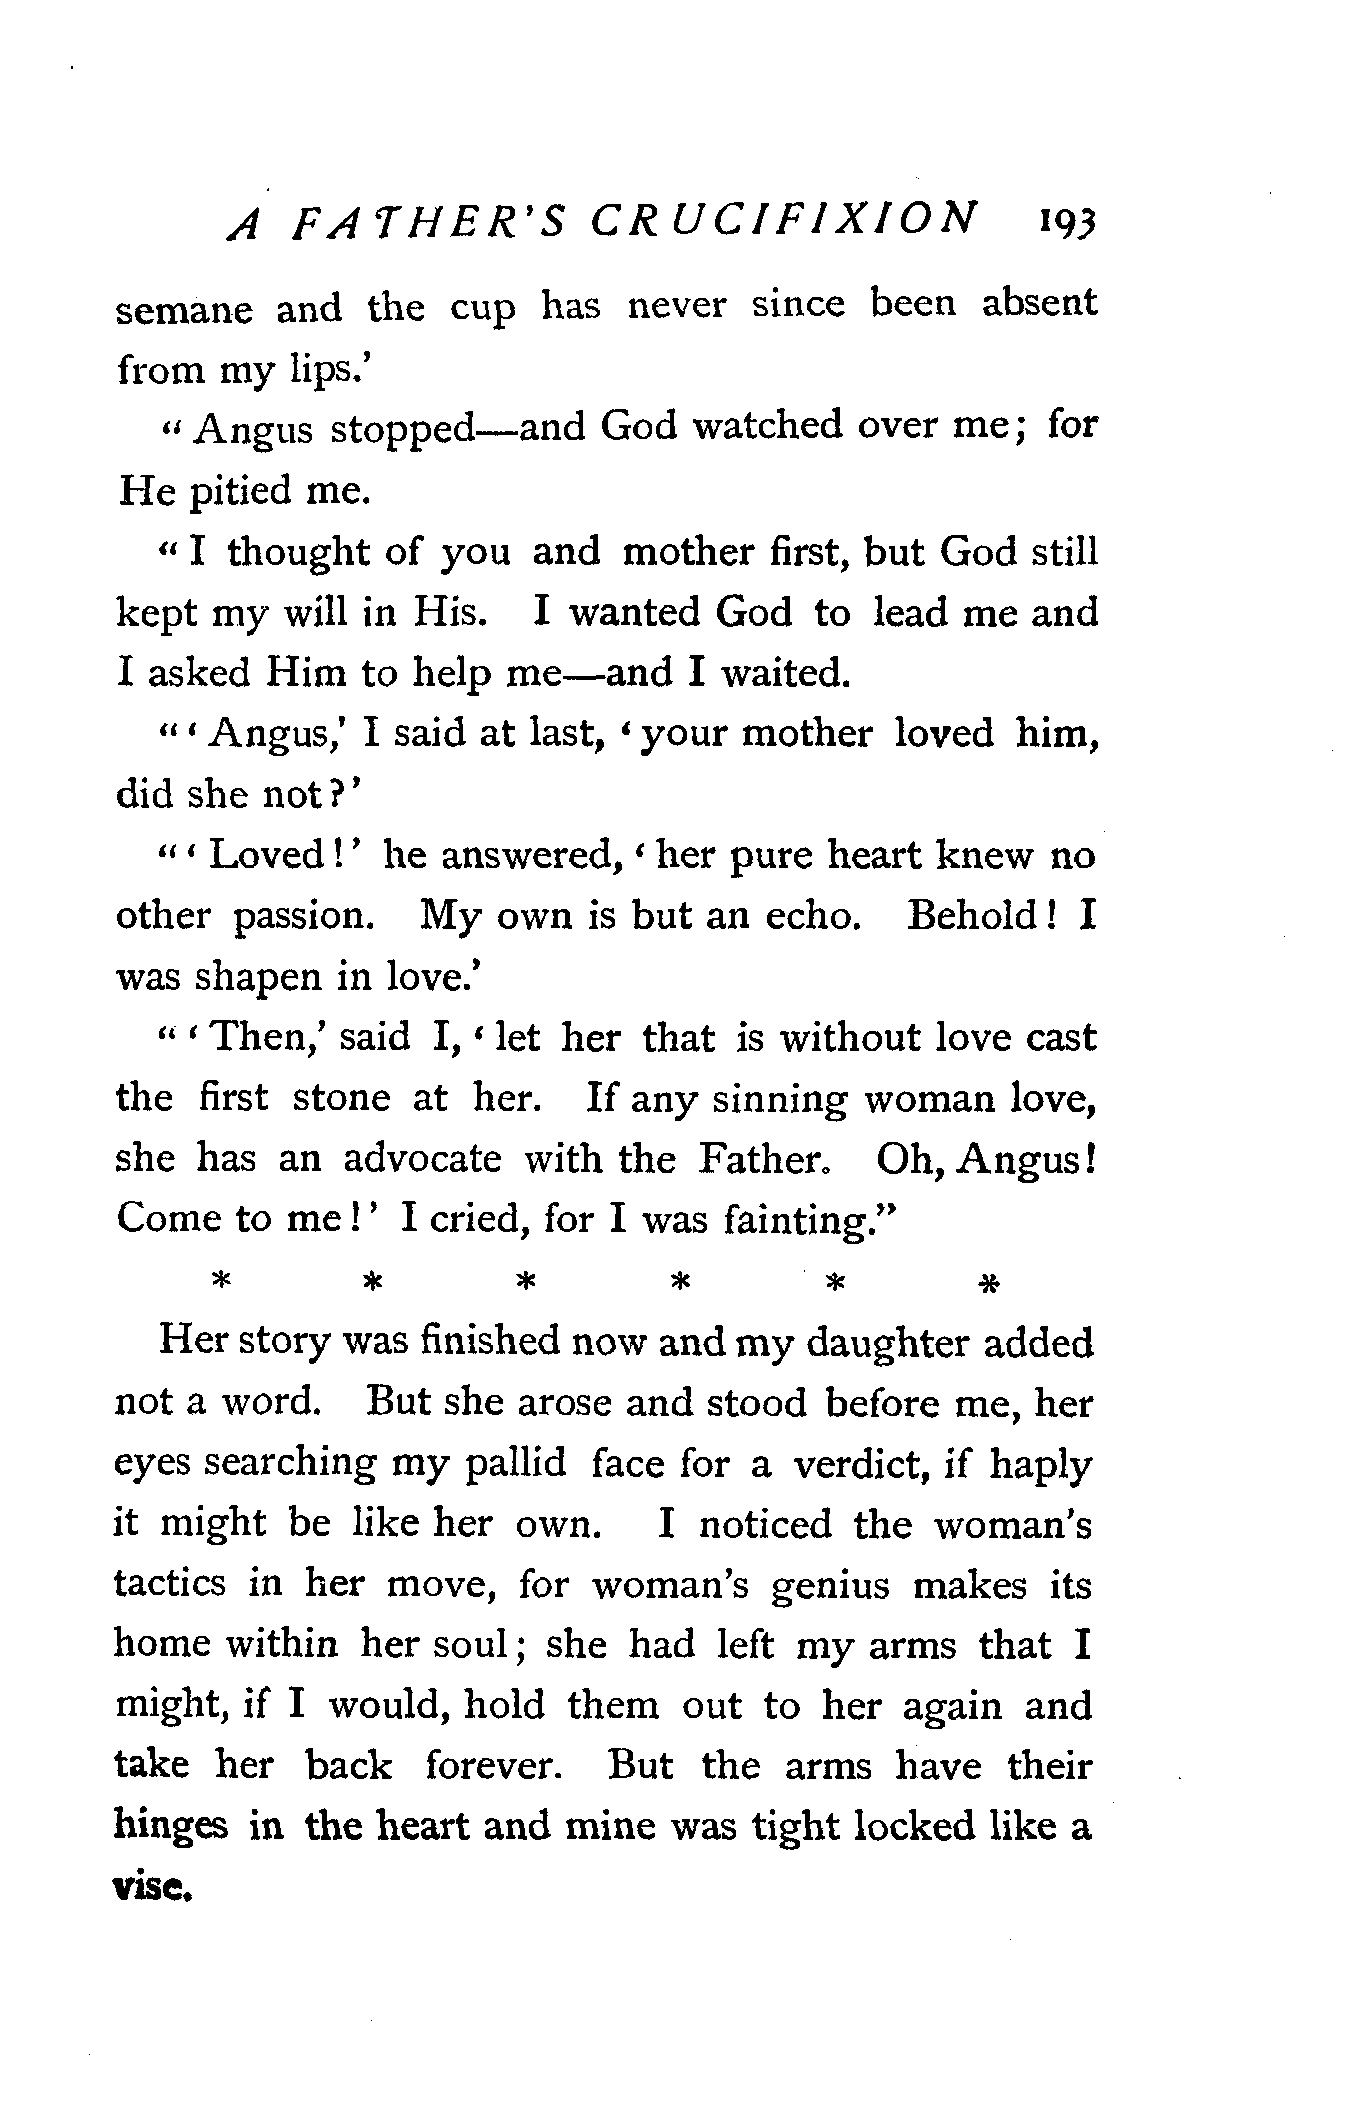 A FATHER'S CRUCIFIXION 193
semane and the cup has never since been absent
from my lips.'
" Angus stopped—and God watched over me; for
He pitied me.
" I thought of you and mother first, but God still
kept my will in His. I wanted God to lead me and
I asked Him to help me—and I waited.
" ' Angus,' I said at last, ' your mother loved him,
did she not?'
" ' Loved!' he answered, ' her pure heart knew no
other passion. My own is but an echo. Behold! I
was shapen in love.'
" ' Then,' said I, ' let her that is without love cast
the first stone at her. If any sinning woman love,
she has an advocate with the Father. Oh, Angus!
Come to me!' I cried, for I was fainting."
* * * * * *
Her story was finished now and my daughter added
not a word. But she arose and stood before me, her
eyes searching my pallid face for a verdict, if haply
it might be like her own. I noticed the woman's
tactics in her move, for woman's genius makes its
home within her soul; she had left my arms that I
might, if I would, hold them out to her again and
take her back forever. But the arms have their
hinges in the heart and mine was tight locked like a
vise.